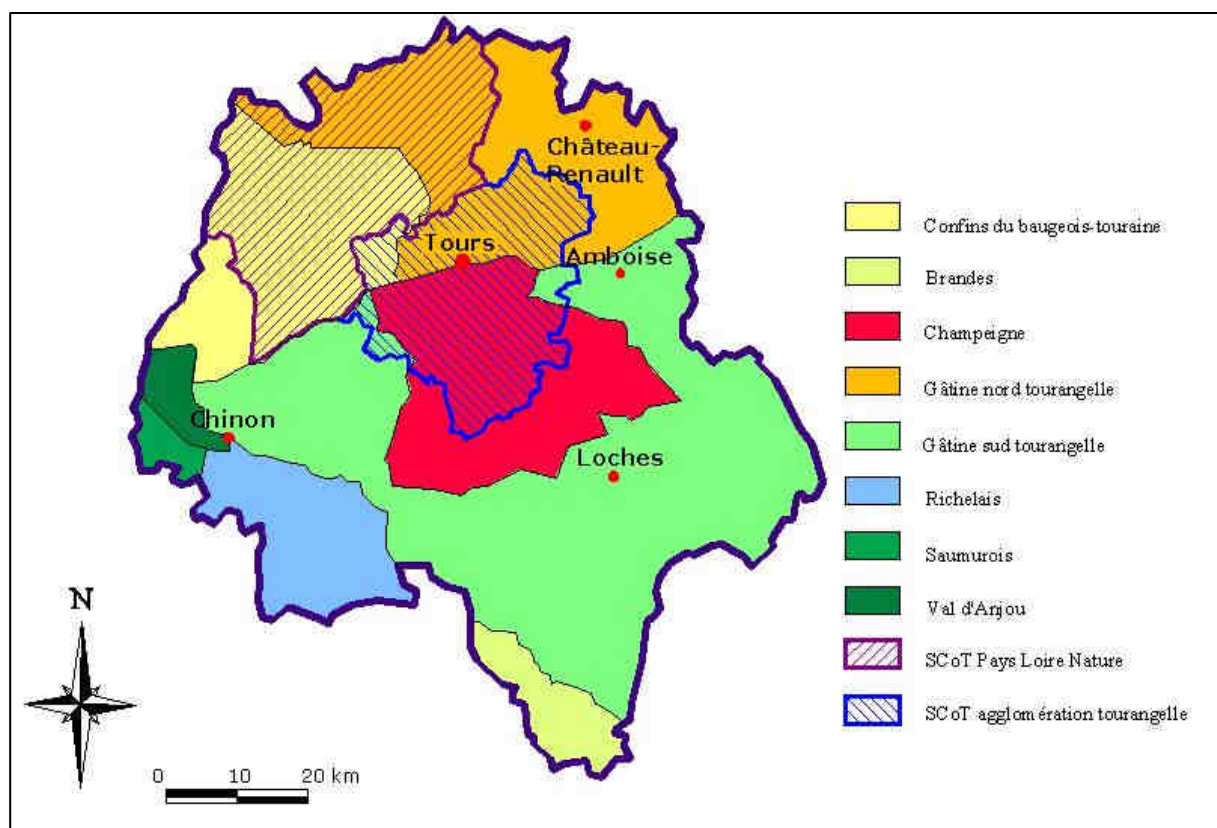 Château-
Renault
Tours
Amboise
Chinon
Loches
N
0 10 20 km
Confins du baugeois-touraine
Brandes
Champeigne
Gâtine nord tourangelle
Gâtine sud tourangelle
Richelais
Saumurois
Val d'Anjou
SCoT Pays Loire Nature
SCoT agglomération tourangelle